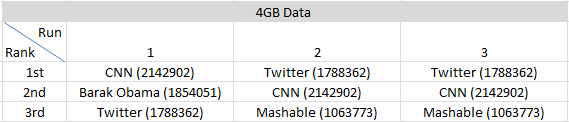 4GB Data
Run
Rank 1 2 3
1st CNN (2142902) Twitter (1788362) Twitter (1788362)
2nd Barak Obama (1854051) CNN (2142902) CNN (2142902)
3rd Twitter (1788362) Mashable (1063773) Mashable (1063773)